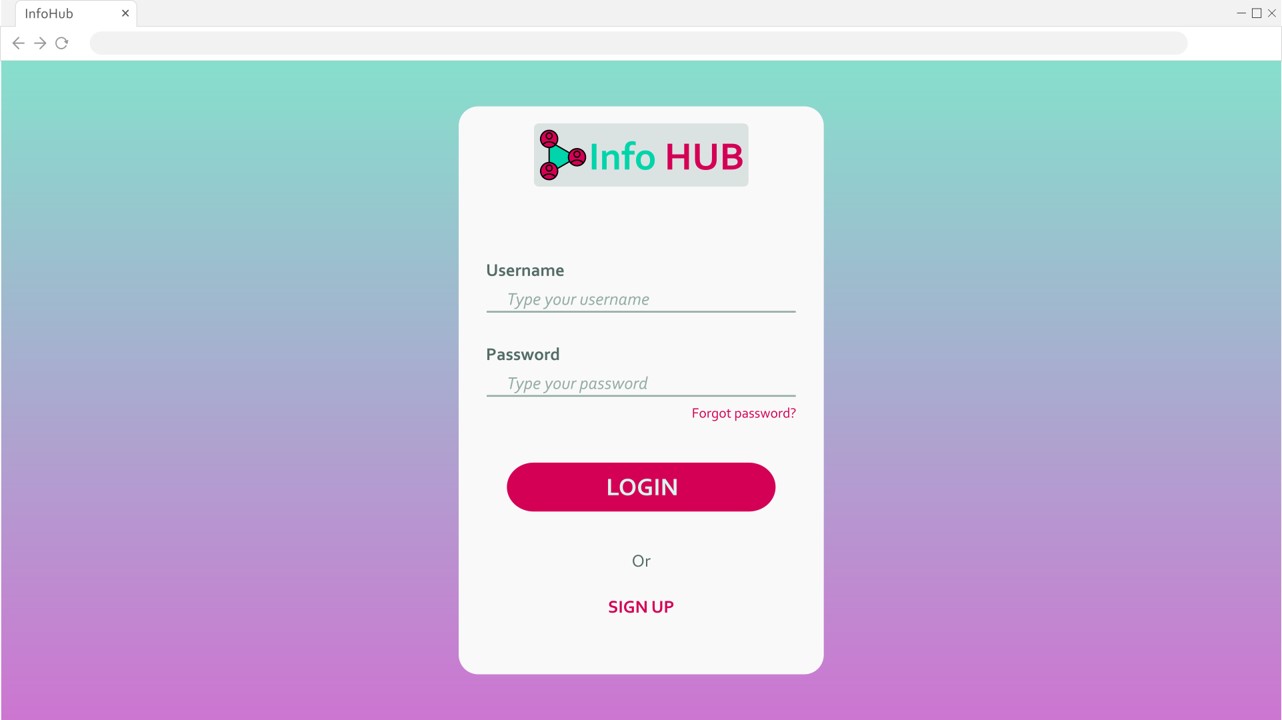 InfoHub
Info HUB
Username
Type your username
Password
Type your password
Forgot password?
LOGIN
Or
SIGN UP